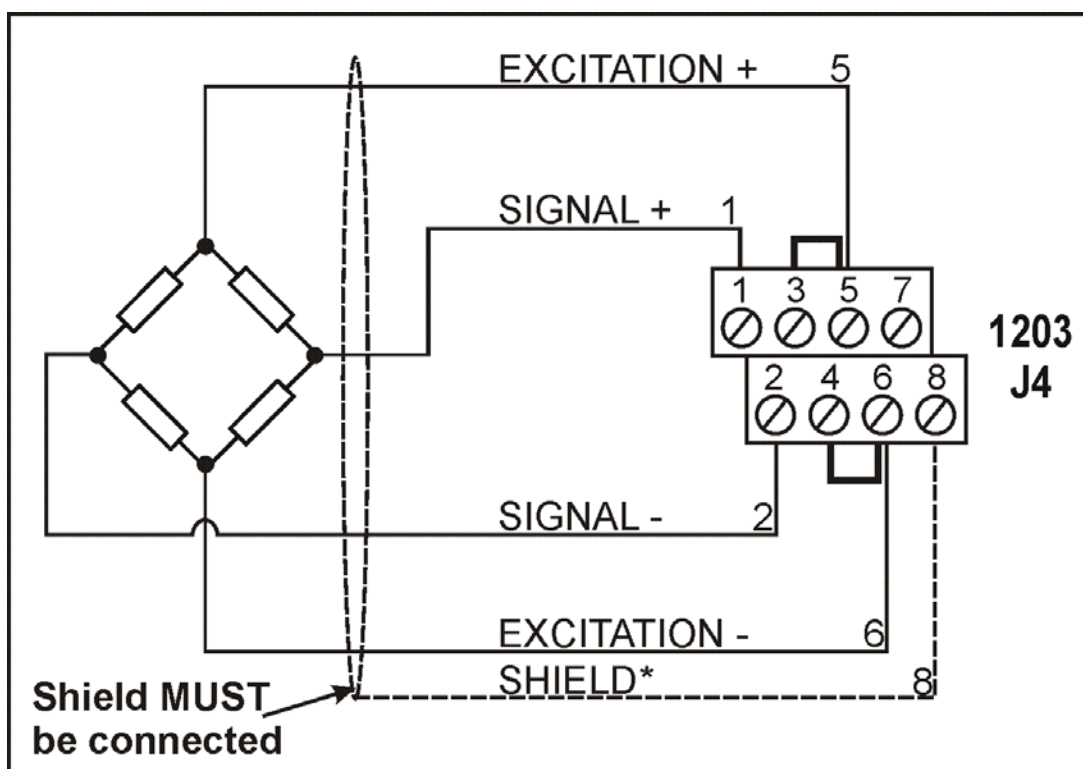 EXCITATION + 5
SIGNAL + 1
1 3 5 7
1203
J4
2 4 6 8
SIGNAL - 2
EXCITATION - 6
SHIELD* 8
Shield MUST
be connected